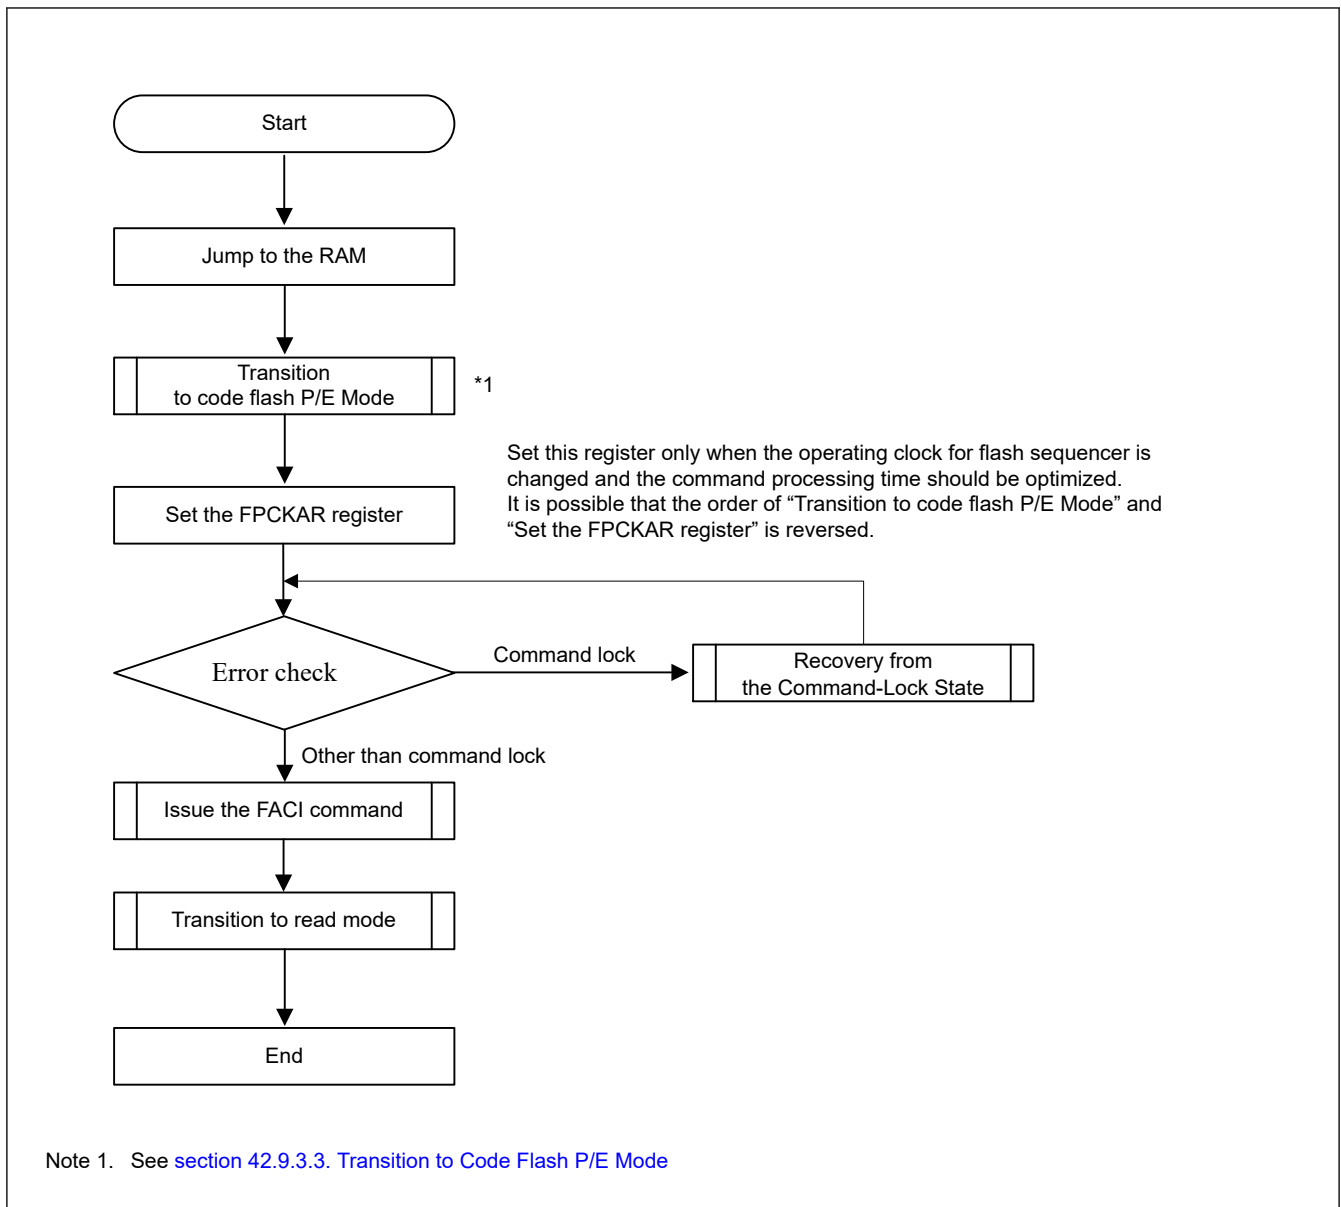 Start
Jump to the RAM
Transition
to code flash P/E Mode
*1
Set this register only when the operating clock for flash sequencer is
changed and the command processing time should be optimized.
It is possible that the order of “Transition to code flash P/E Mode” and
“Set the FPCKAR register” is reversed.
Set the FPCKAR register
Error check
Command lock
Recovery from
the Command-Lock State
Other than command lock
Issue the FACI command
Transition to read mode
End
Note 1. See section 42.9.3.3. Transition to Code Flash P/E Mode